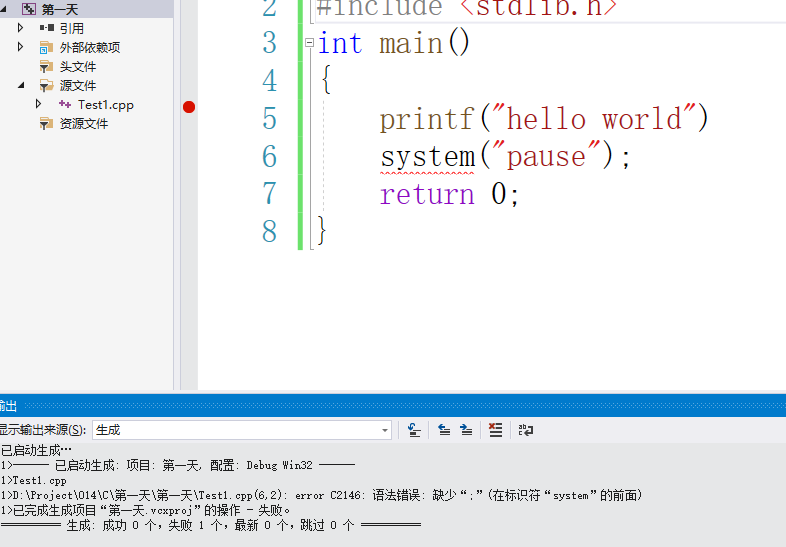 第一天
引用
外部依赖项
头文件
源文件
Test1.cpp
资源文件
2 #include <stdlib.h>
3 int main()
4 {
5 printf("hello world")
6 system("pause");
7 return 0;
8 }
输出
显示输出来源(S): 生成
已启动生成…
1>------ 已启动生成: 项目: 第一天, 配置: Debug Win32 ------
1>Test1.cpp
1>D:\Project\014\C\第一天\第一天\Test1.cpp(6,2): error C2146: 语法错误: 缺少“;”(在标识符“system”的前面)
1>已完成生成项目“第一天.vcxproj”的操作 - 失败。
========== 生成: 成功 0 个，失败 1 个，最新 0 个，跳过 0 个 ==========